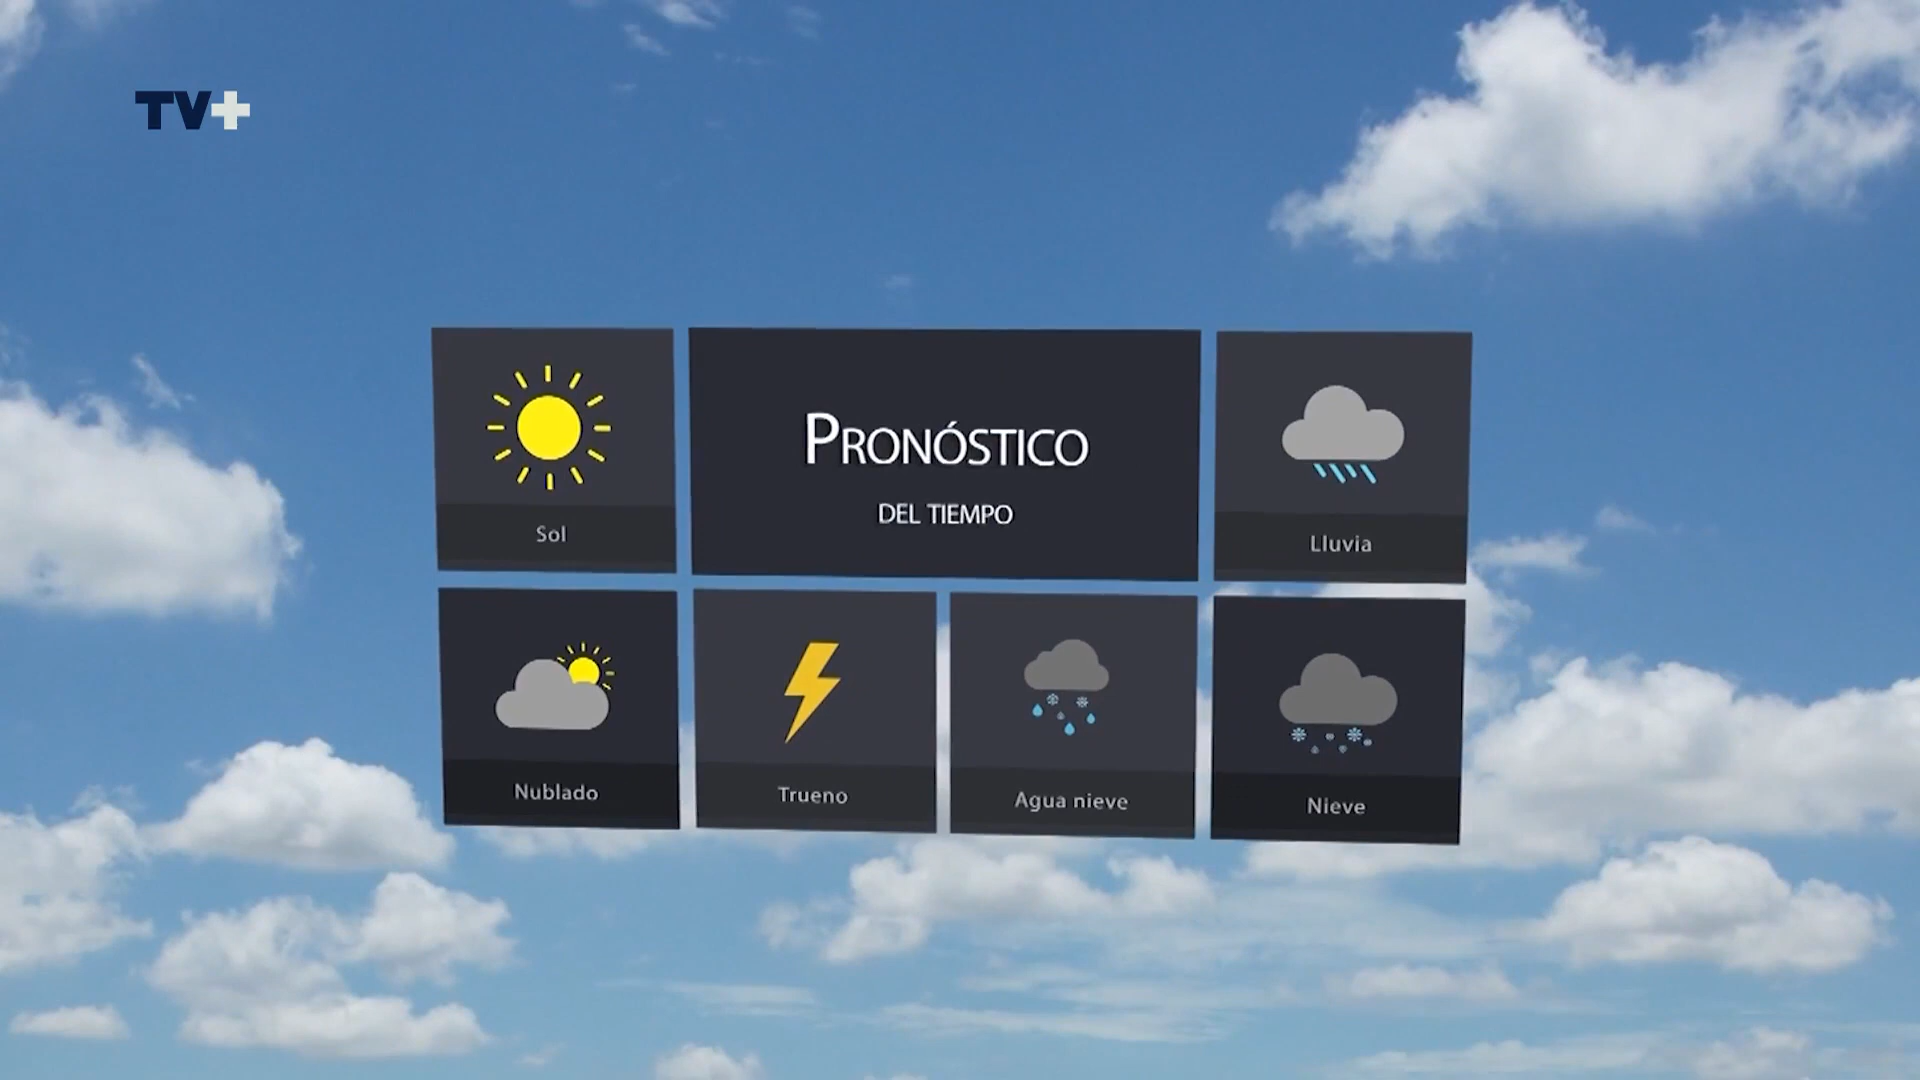 TV+
Sol
PRONÓSTICO
DEL TIEMPO
Lluvia
Nublado
Trueno
Agua nieve
Nieve